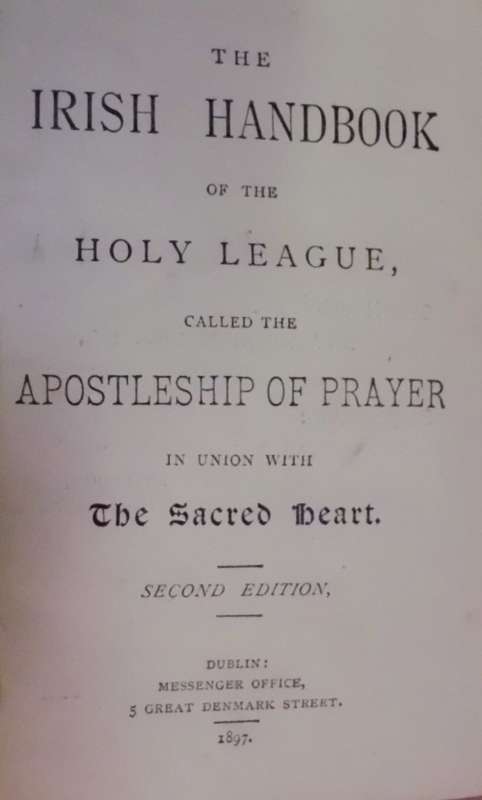 THE
IRISH HANDBOOK
OF THE
HOLY LEAGUE,
CALLED THE
APOSTLESHIP OF PRAYER
IN UNION WITH
The Sacred Heart.
SECOND EDITION,
DUBLIN:
MESSENGER OFFICE,
5 GREAT DENMARK STREET.
1897.